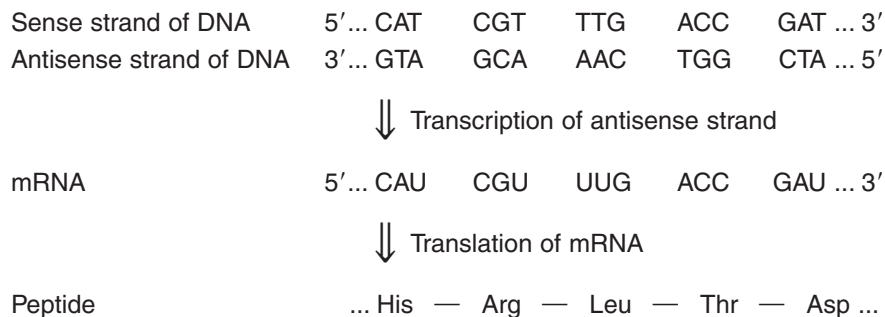 Sense strand of DNA 5′... CAT CGT TTG ACC GAT ... 3′
Antisense strand of DNA 3′... GTA GCA AAC TGG CTA ... 5′
⇓ Transcription of antisense strand
mRNA 5′... CAU CGU UUG ACC GAU ... 3′
⇓ Translation of mRNA
Peptide ... His — Arg — Leu — Thr — Asp ...